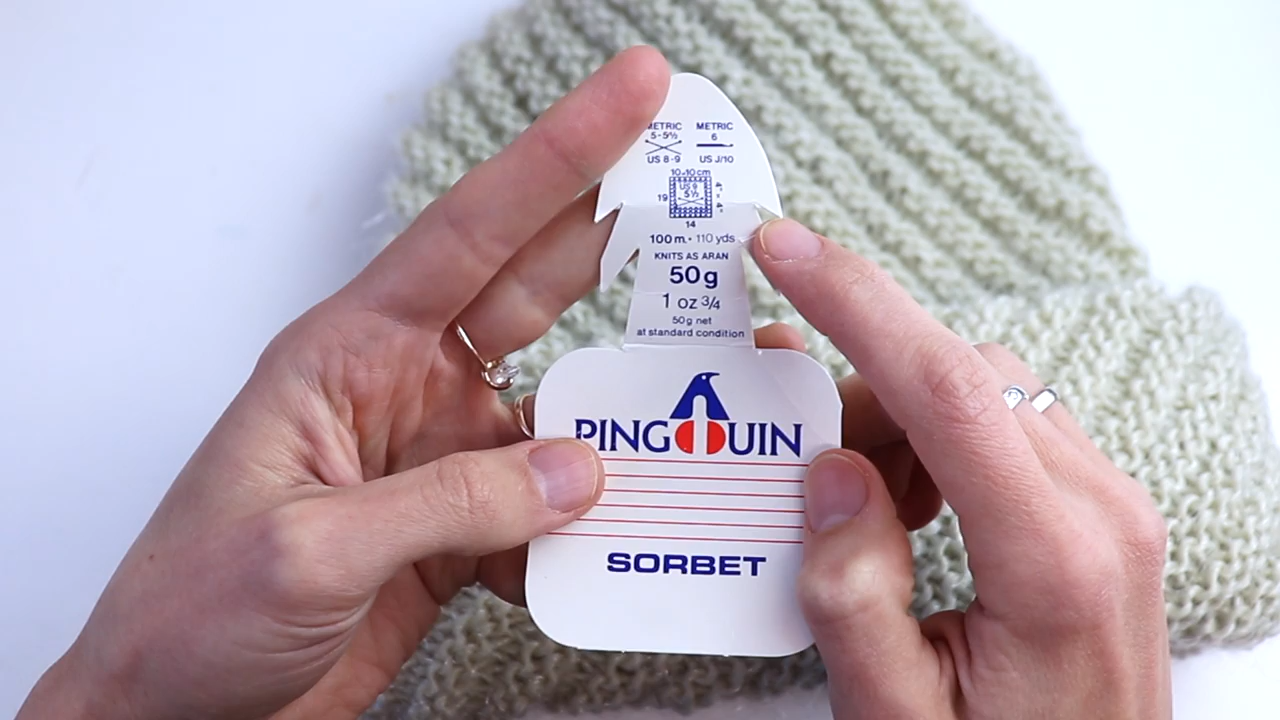 METRIC METRIC
5-5½ 6
US 8-9 US J/10
10x10 cm
US 9
5½
19 4" x 4"
14
100 m. • 110 yds
KNITS AS ARAN
50g
1 oz 3/4
50g net
at standard condition
PINGOUIN
SORBET